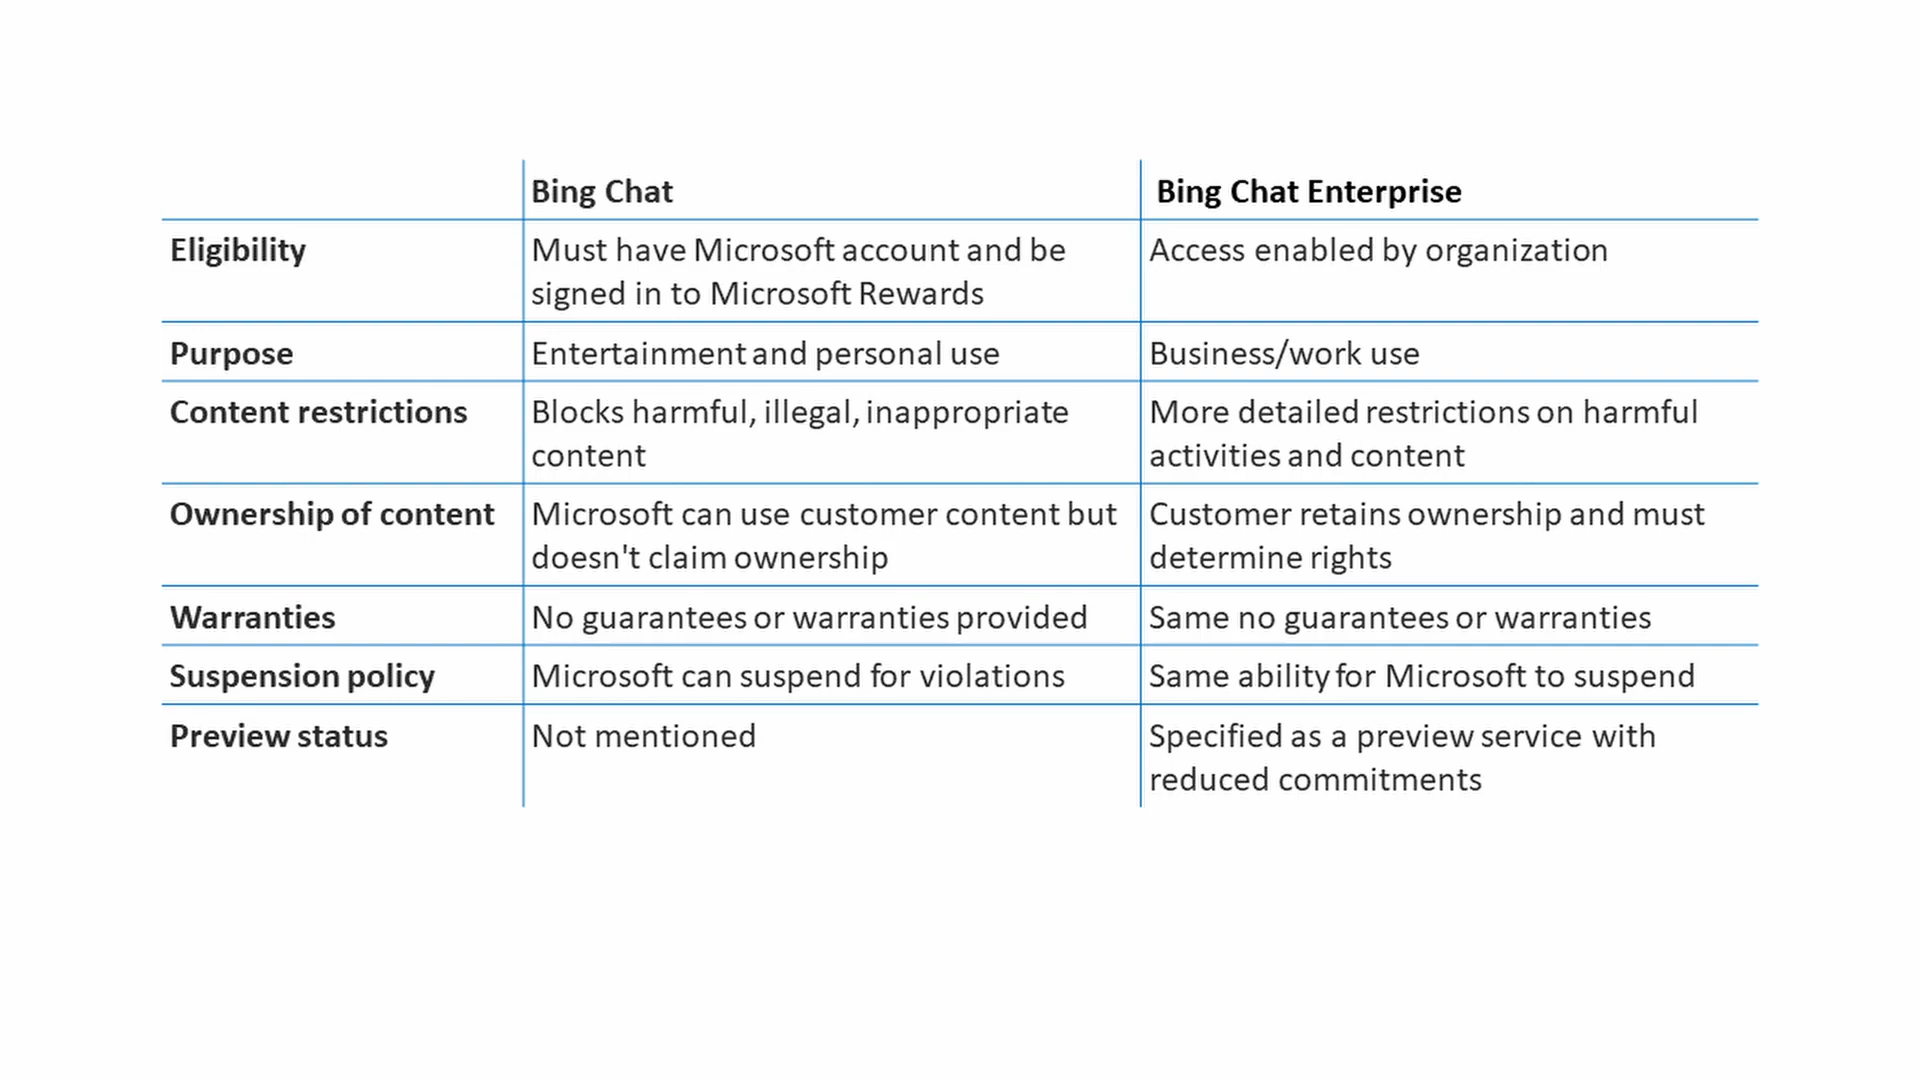 Bing Chat
Bing Chat Enterprise
Eligibility
Must have Microsoft account and be
signed in to Microsoft Rewards
Access enabled by organization
Purpose
Entertainment and personal use
Business/work use
Content restrictions
Blocks harmful, illegal, inappropriate
content
More detailed restrictions on harmful
activities and content
Ownership of content
Microsoft can use customer content but
doesn't claim ownership
Customer retains ownership and must
determine rights
Warranties
No guarantees or warranties provided
Same no guarantees or warranties
Suspension policy
Microsoft can suspend for violations
Same ability for Microsoft to suspend
Preview status
Not mentioned
Specified as a preview service with
reduced commitments